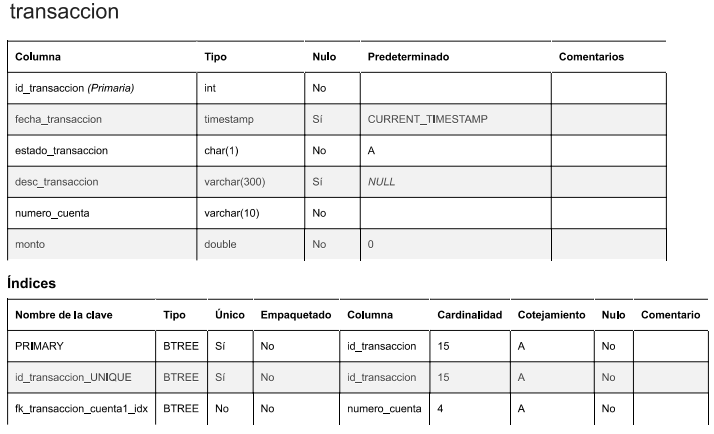 transaccion
Columna Tipo Nulo Predeterminado Comentarios
id_transaccion (Primaria) int No
fecha_transaccion timestamp Sí CURRENT_TIMESTAMP
estado_transaccion char(1) No A
desc_transaccion varchar(300) Sí NULL
numero_cuenta varchar(10) No
monto double No 0
Índices
Nombre de la clave Tipo Único Empaquetado Columna Cardinalidad Cotejamiento Nulo Comentario
PRIMARY BTREE Sí No id_transaccion 15 A No
id_transaccion_UNIQUE BTREE Sí No id_transaccion 15 A No
fk_transaccion_cuenta1_idx BTREE No No numero_cuenta 4 A No